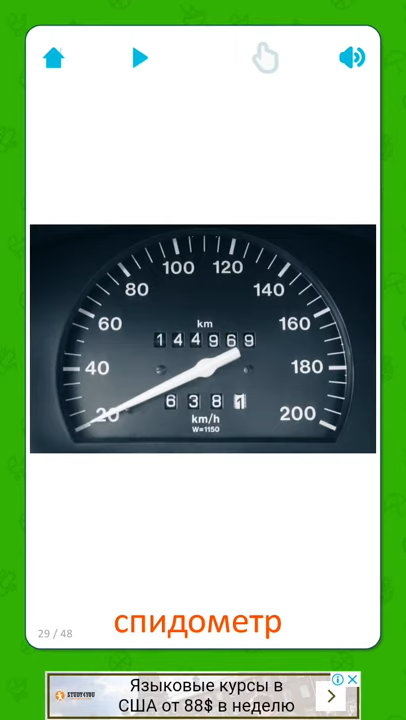 100 120
80 140
km
60 160
144969
40 180
6381
20 200
km/h
W=1150
29 / 48
спидометр
STUDY4YOU
Языковые курсы в
США от 88$ в неделю